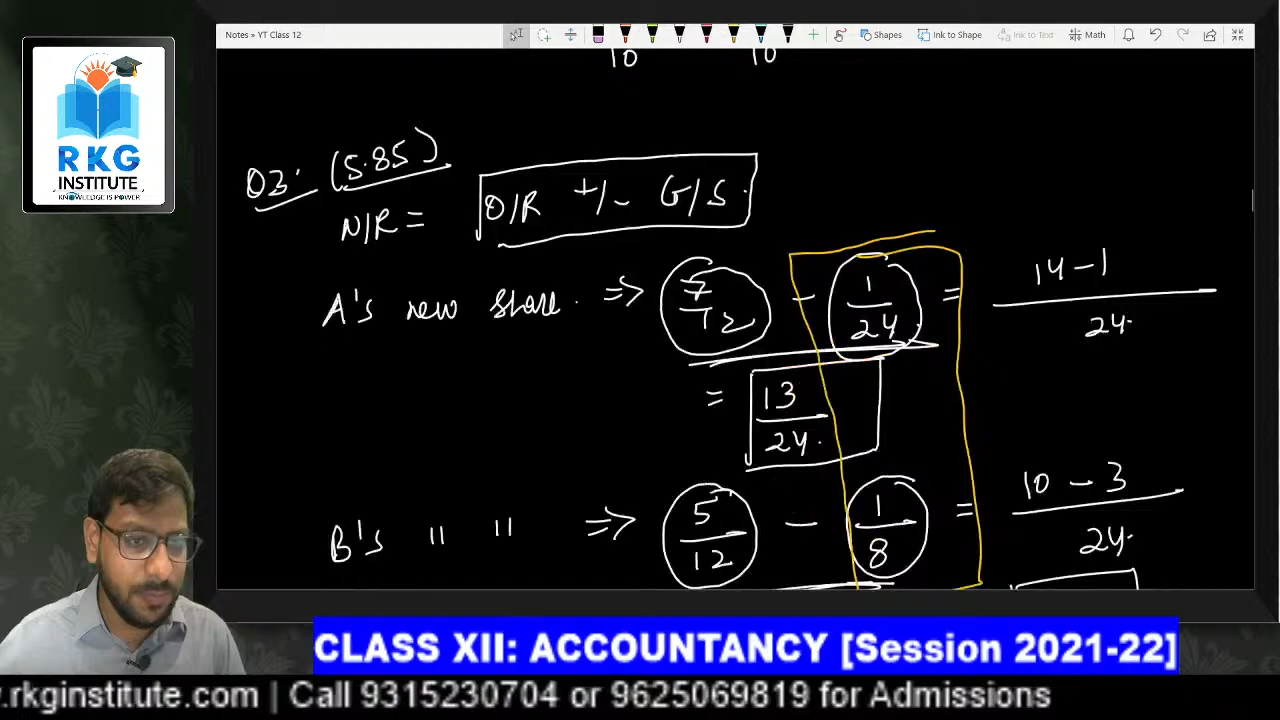 Notes » YT Class 12
Shapes
Ink to Shape
Ink to Text
Math
10 10
RKG
INSTITUTE
KNOWLEDGE IS POWER
Q3: (5.85)
N/R = O/R +/- G/S
A's new share. => 7/12 - 1/24 = 14-1/24.
= 13/24.
B's " " => 5/12 - 1/8 = 10-3/24.
CLASS XII: ACCOUNTANCY [Session 2021-22]
.rkginstitute.com | Call 9315230704 or 9625069819 for Admissions